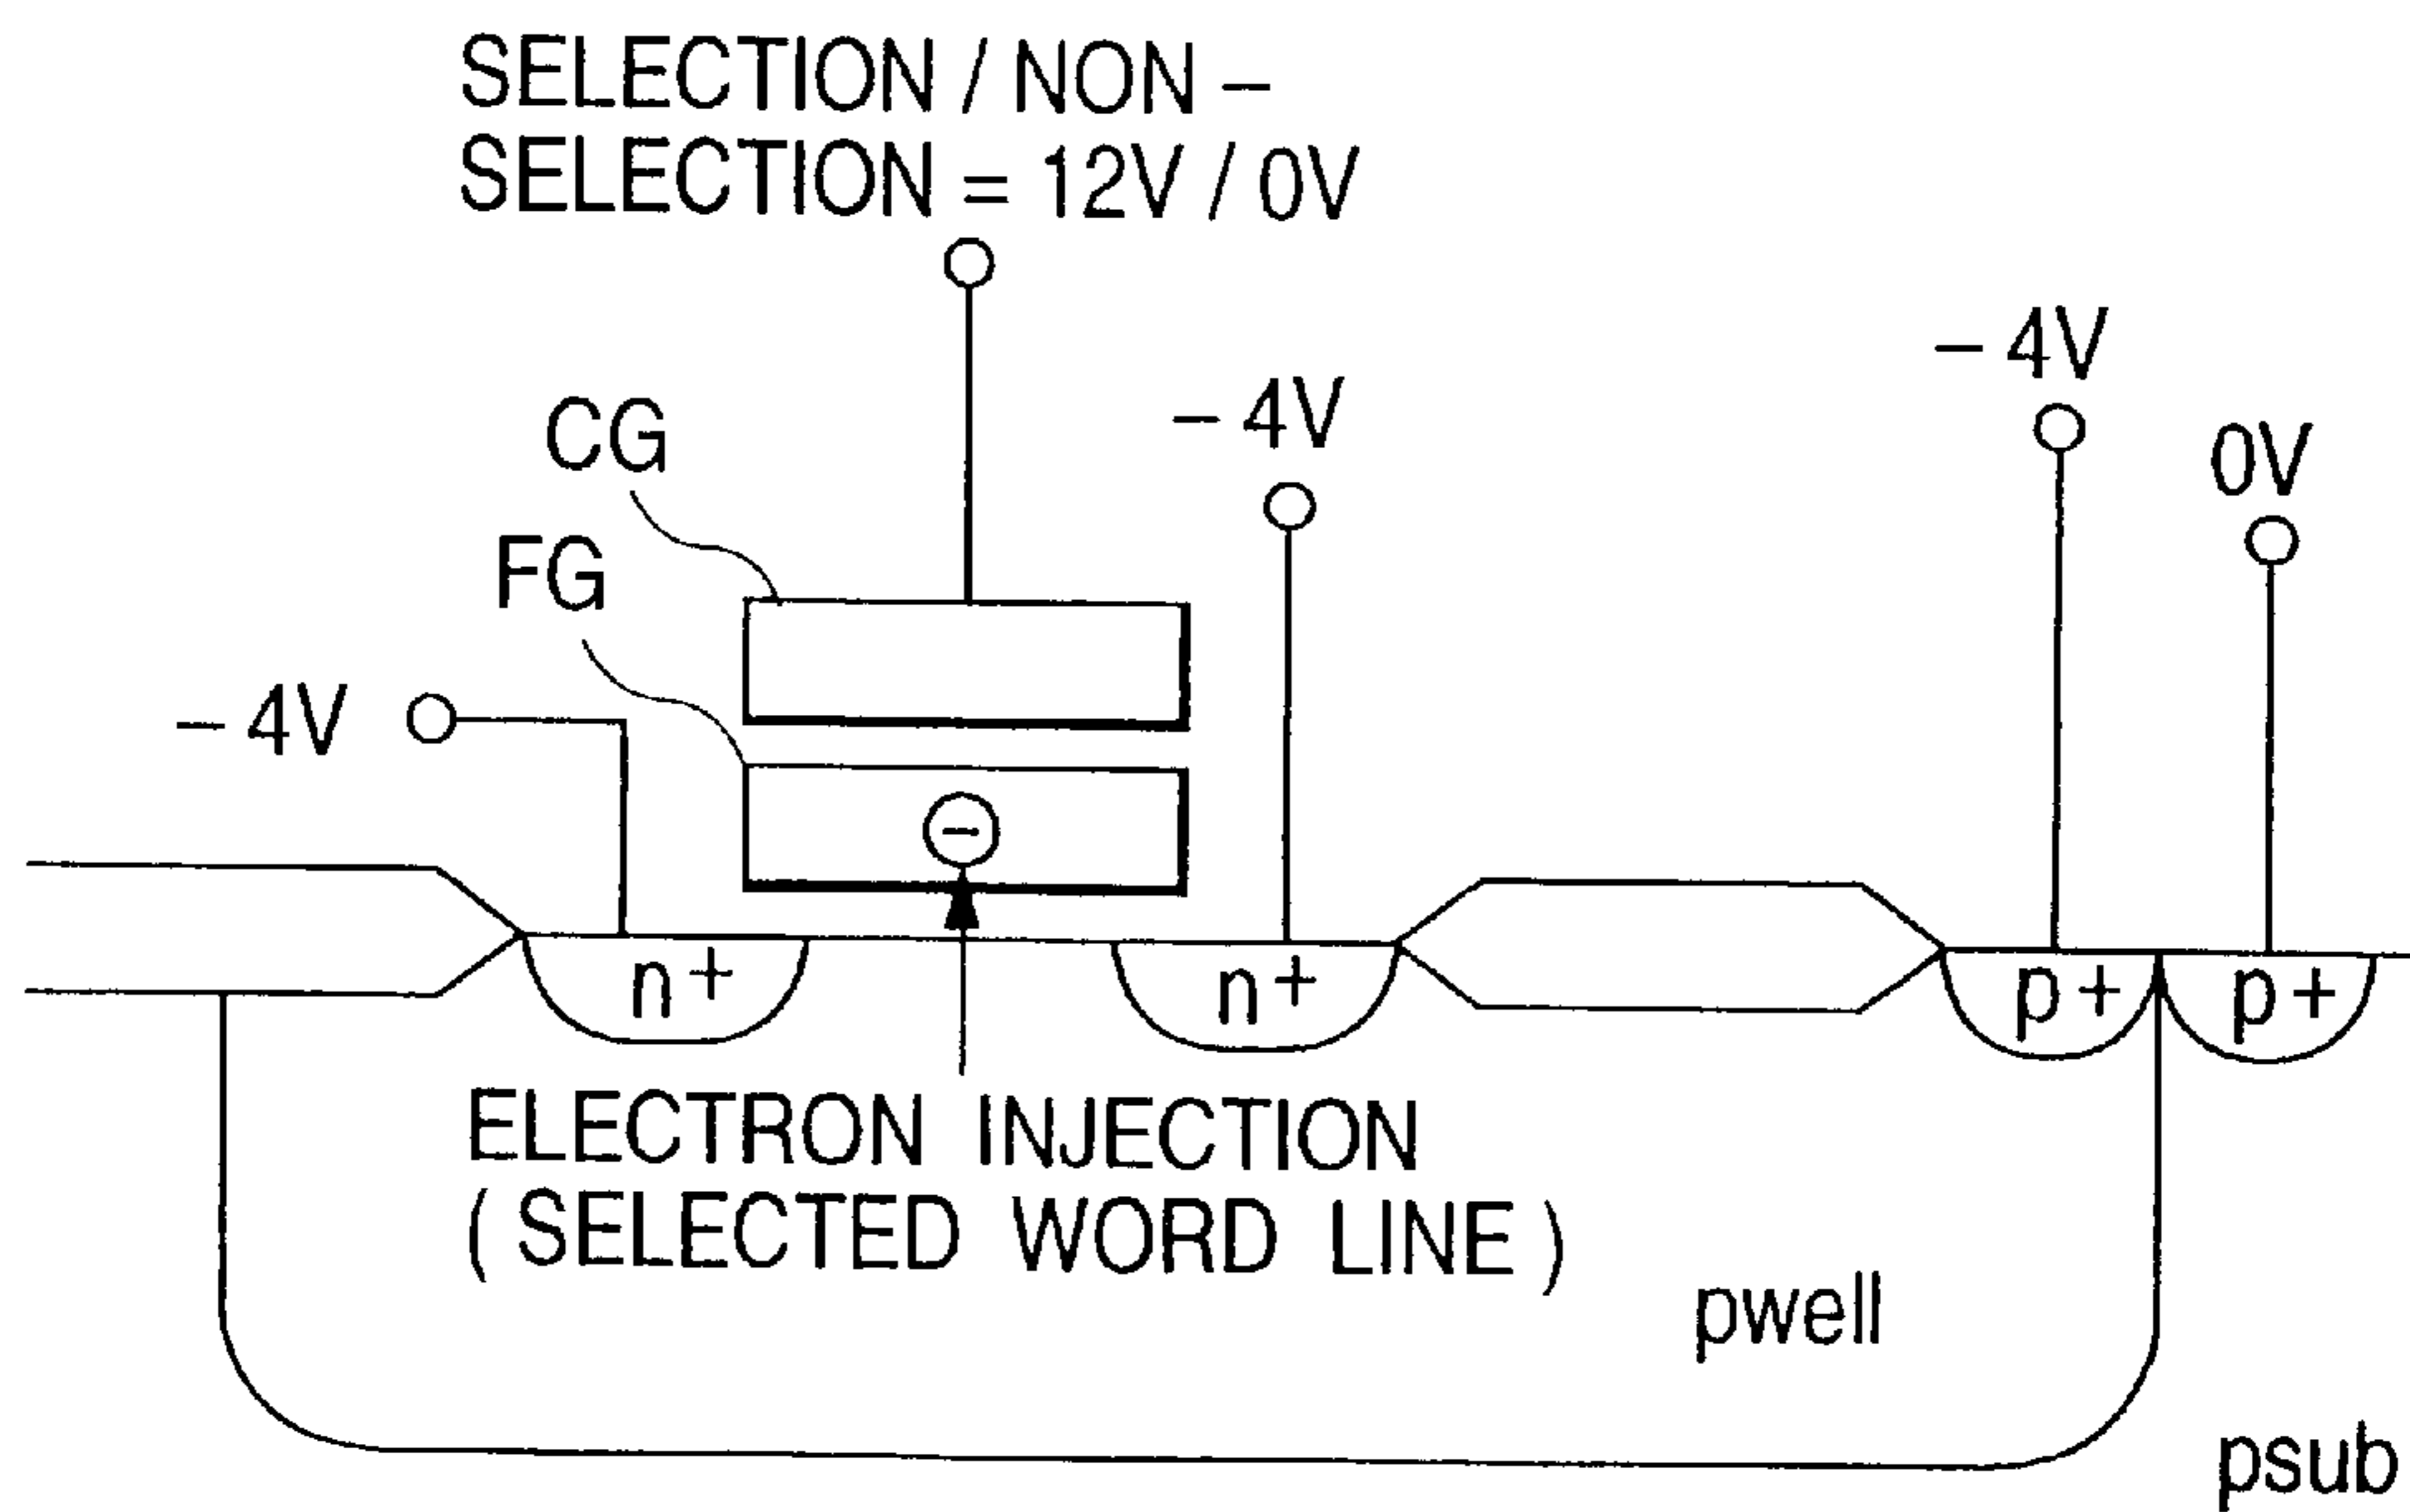 SELECTION / NON –
SELECTION = 12V / 0V
– 4V
– 4V
0V
CG
FG
– 4V
–
n+
n+
p+
p+
ELECTRON INJECTION
( SELECTED WORD LINE )
pwell
psub